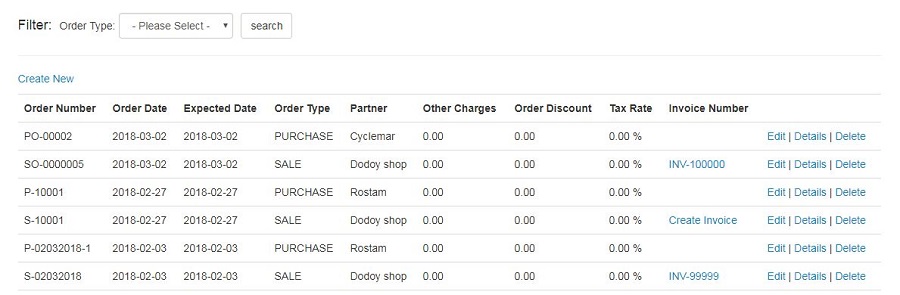 Filter: Order Type: - Please Select - search
Create New
Order Number Order Date Expected Date Order Type Partner Other Charges Order Discount Tax Rate Invoice Number
PO-00002 2018-03-02 2018-03-02 PURCHASE Cyclemar 0.00 0.00 0.00 % Edit | Details | Delete
SO-0000005 2018-03-02 2018-03-02 SALE Dodoy shop 0.00 0.00 0.00 % INV-100000 Edit | Details | Delete
P-10001 2018-02-27 2018-02-27 PURCHASE Rostam 0.00 0.00 0.00 % Edit | Details | Delete
S-10001 2018-02-27 2018-02-27 SALE Dodoy shop 0.00 0.00 0.00 % Create Invoice Edit | Details | Delete
P-02032018-1 2018-02-03 2018-02-03 PURCHASE Rostam 0.00 0.00 0.00 % Edit | Details | Delete
S-02032018 2018-02-03 2018-02-03 SALE Dodoy shop 0.00 0.00 0.00 % INV-99999 Edit | Details | Delete